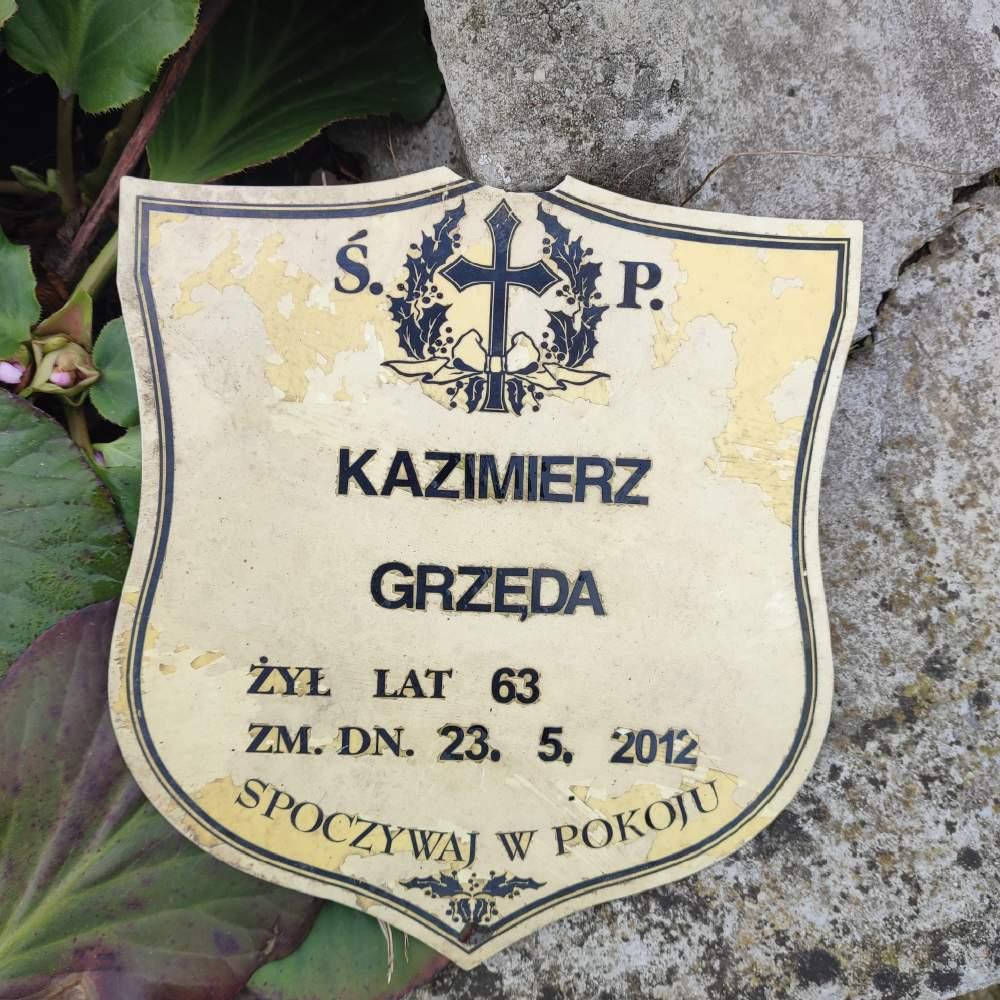 Ś. P.
KAZIMIERZ
GRZĘDA
ŻYŁ LAT 63
ZM. DN. 23. 5. 2012
SPOCZYWAJ W POKOJU